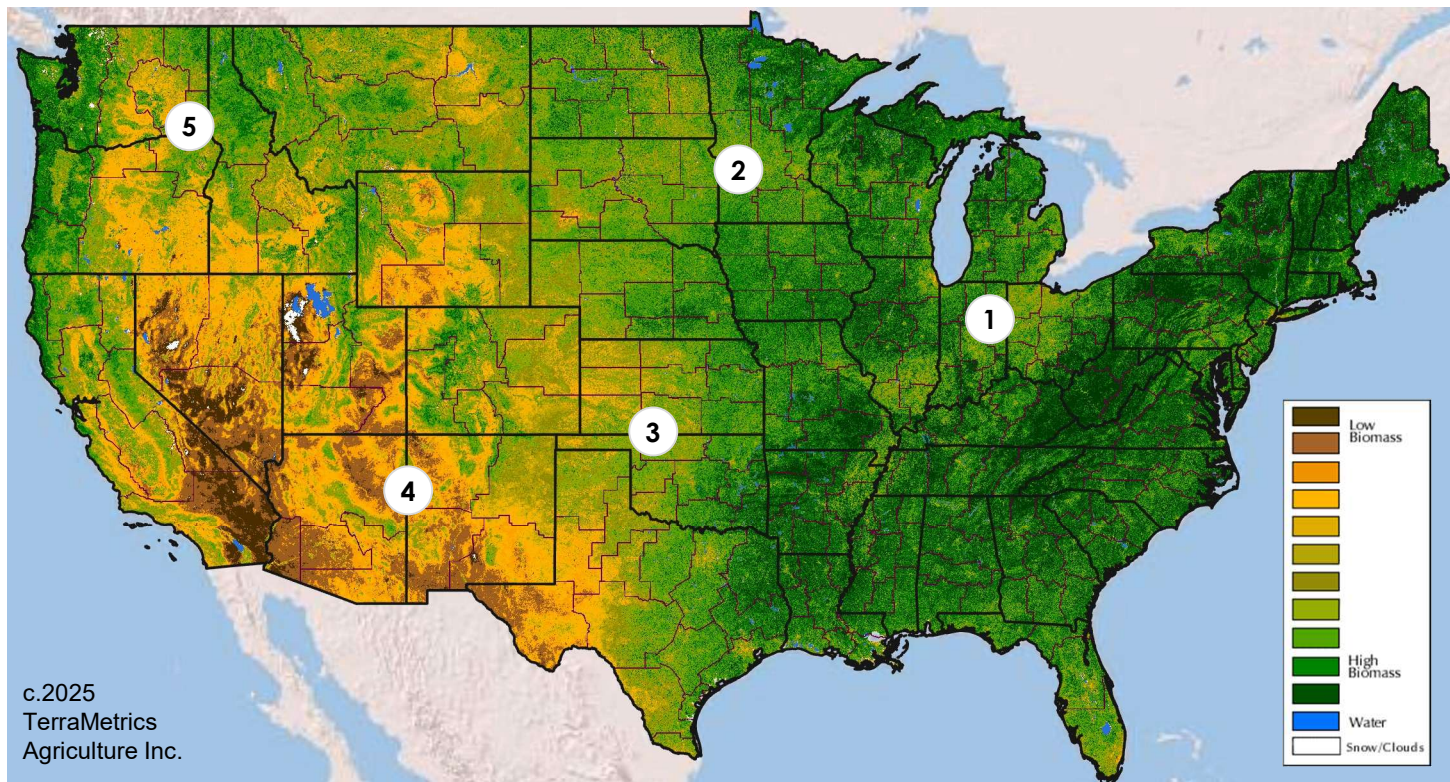 5
2
1
3
4
Low
Biomass
High
Biomass
Water
Snow/Clouds
c.2025
TerraMetrics
Agriculture Inc.